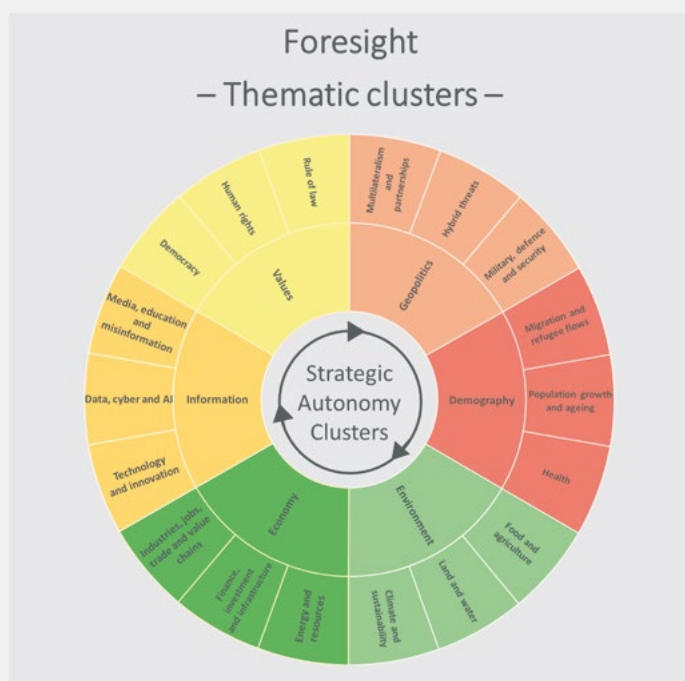 Foresight
– Thematic clusters –
Multilateralism
and
partnerships
Hybrid threats
Military, defence
and security
Geopolitics
Migration and
refugee flows
Population growth
and ageing
Health
Demography
Food and
agriculture
Land and water
Climate and
sustainability
Environment
Energy and
resources
Finance,
investment
and infrastructure
Industries, jobs,
trade and value
chains
Economy
Technology
and innovation
Data, cyber and AI
Media, education
and
misinformation
Information
Democracy
Human rights
Rule of law
Values
Strategic
Autonomy
Clusters